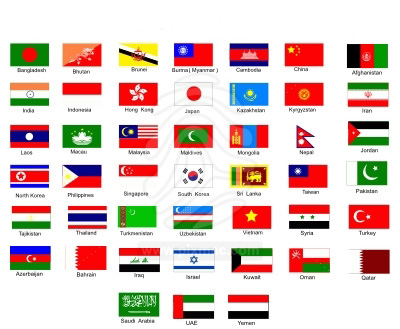 Bangladesh Bhutan Brunei Burma ( Myanmar ) Cambodia China Afghanistan
India Indonesia Hong Kong Japan Kazakhstan Kyrgyzstan Iran
Laos Macau Malaysia Maldives Mongolia Nepal Jordan
North Korea Philippines Singapore South Korea Sri Lanka Taiwan Pakistan
Tajikistan Thailand Turkmenistan Uzbekistan Vietnam Syria Turkey
Azerbaijan Bahrain Iraq Israel Kuwait Oman Qatar
Saudi Arabia UAE Yemen